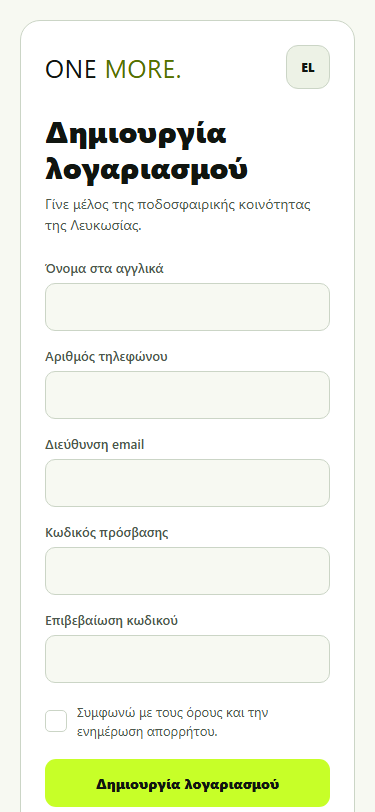 ONE MORE.
EL
Δημιουργία
λογαριασμού
Γίνε μέλος της ποδοσφαιρικής κοινότητας
της Λευκωσίας.
Όνομα στα αγγλικά
Αριθμός τηλεφώνου
Διεύθυνση email
Κωδικός πρόσβασης
Επιβεβαίωση κωδικού
Συμφωνώ με τους όρους και την
ενημέρωση απορρήτου.
Δημιουργία λογαριασμού